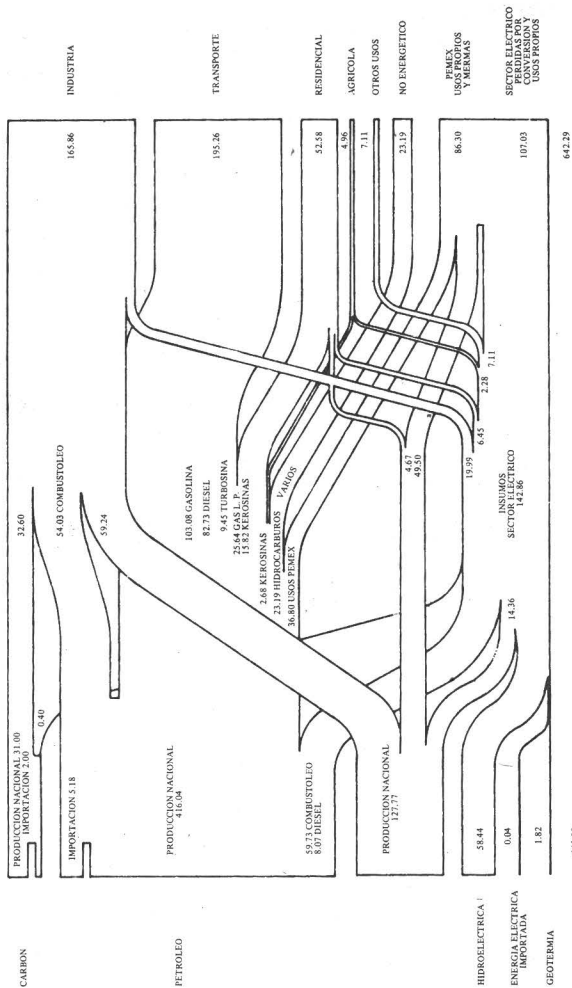 CARBON
PETROLEO
HIDROELECTRICA
ENERGIA ELECTRICA
IMPORTADA
GEOTERMIA
PRODUCCION NACIONAL 31.00
IMPORTACION 2.00
0.40
32.60
IMPORTACION 5.18
54.03 COMBUSTOLEO
59.24
PRODUCCION NACIONAL
416.04
103.08 GASOLINA
82.73 DIESEL
9.45 TURBOSINA
25.64 GAS L. P.
15.82 KEROSINAS
2.68 KEROSINAS
23.19 HIDROCARBUROS
VARIOS
36.80 USOS PEMEX
59.73 COMBUSTOLEO
8.07 DIESEL
PRODUCCION NACIONAL
127.77
4.67
49.50
19.99
6.45
2.28
7.11
INSUMOS
SECTOR ELECTRICO
142.86
14.36
58.44
0.04
1.82
INDUSTRIA
165.86
TRANSPORTE
195.26
RESIDENCIAL
52.58
AGRICOLA
4.96
OTROS USOS
7.11
NO ENERGETICO
23.19
PEMEX
USOS PROPIOS
Y MERMAS
86.30
SECTOR ELECTRICO
PERDIDAS POR
CONVERSION Y
USOS PROPIOS
107.03
642.29